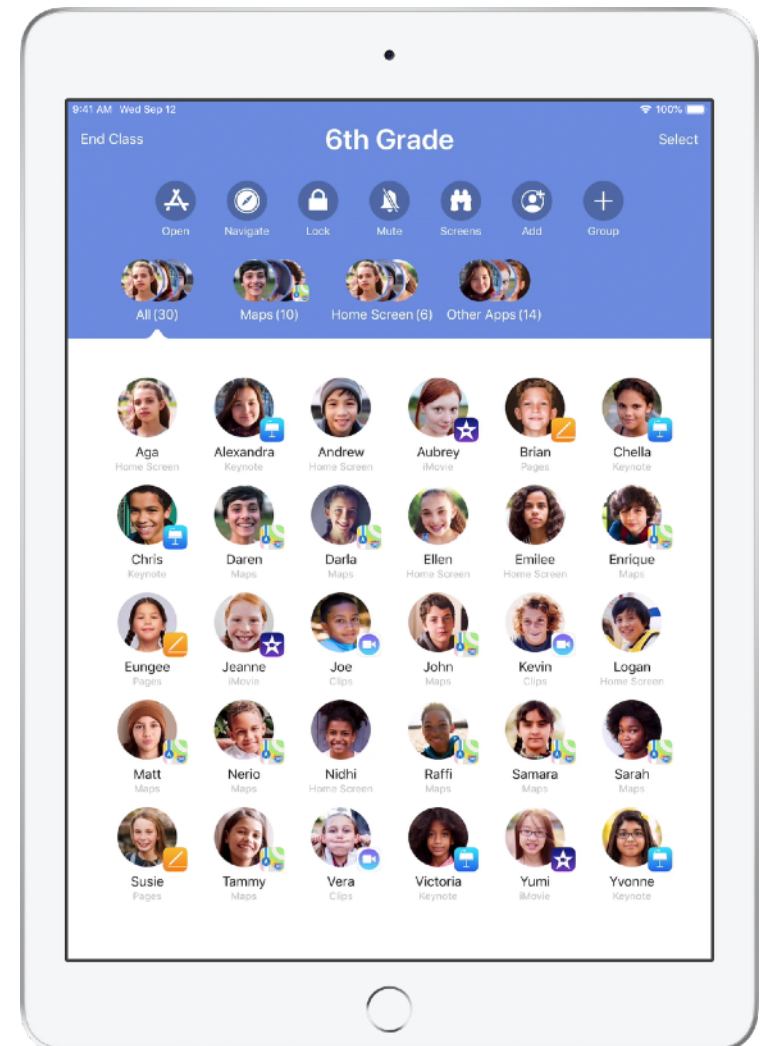 9:41 AM Wed Sep 12 100%
End Class 6th Grade Select
Open Navigate Lock Mute Screens Add Group
All (30) Maps (10) Home Screen (6) Other Apps (14)
Aga Alexandra Andrew Aubrey Brian Chella
Home Screen Keynote Home Screen iMovie Pages Keynote
Chris Daren Darla Ellen Emilee Enrique
Keynote Maps Maps Home Screen Home Screen Maps
Eungee Jeanne Joe John Kevin Logan
Pages iMovie Clips Maps Clips Home Screen
Matt Nerio Nidhi Raffi Samara Sarah
Maps Maps Home Screen Maps Maps Maps
Susie Tammy Vera Victoria Yumi Yvonne
Pages Maps Clips Keynote iMovie Keynote